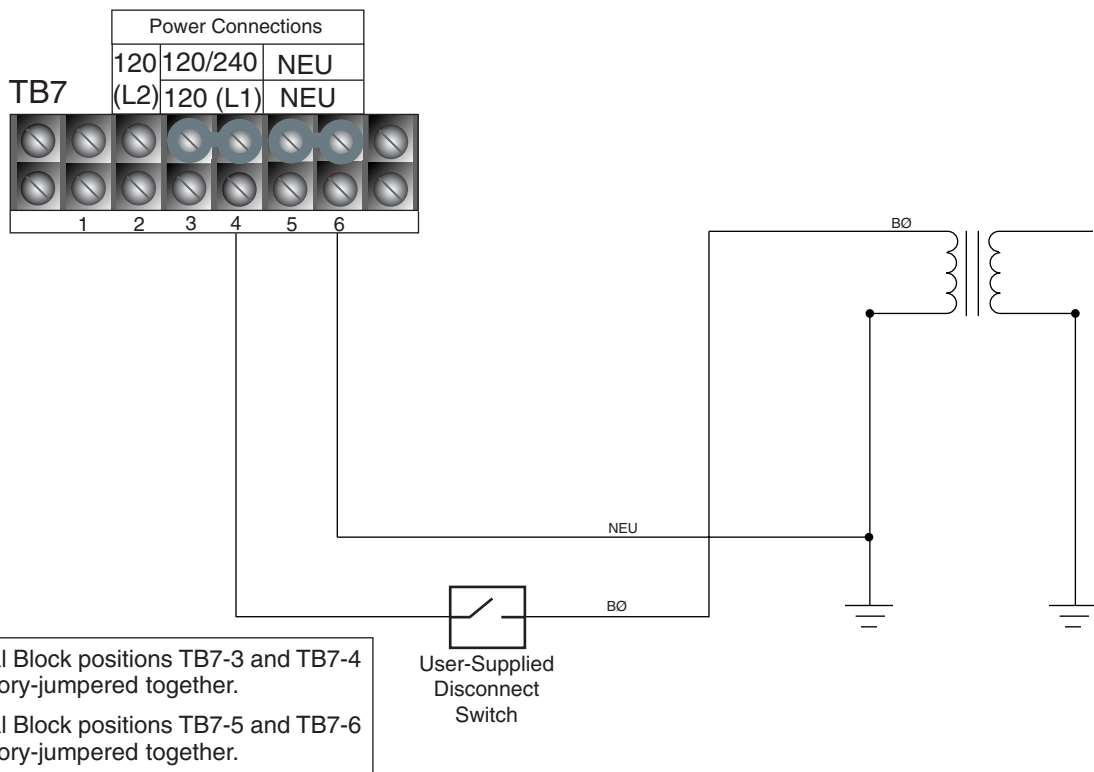 Power Connections
120 120/240 NEU
TB7 (L2) 120 (L1) NEU
1 2 3 4 5 6
BØ
NEU
BØ
User-Supplied
Disconnect
Switch
Block positions TB7-3 and TB7-4
jumpered together.
Block positions TB7-5 and TB7-6
jumpered together.